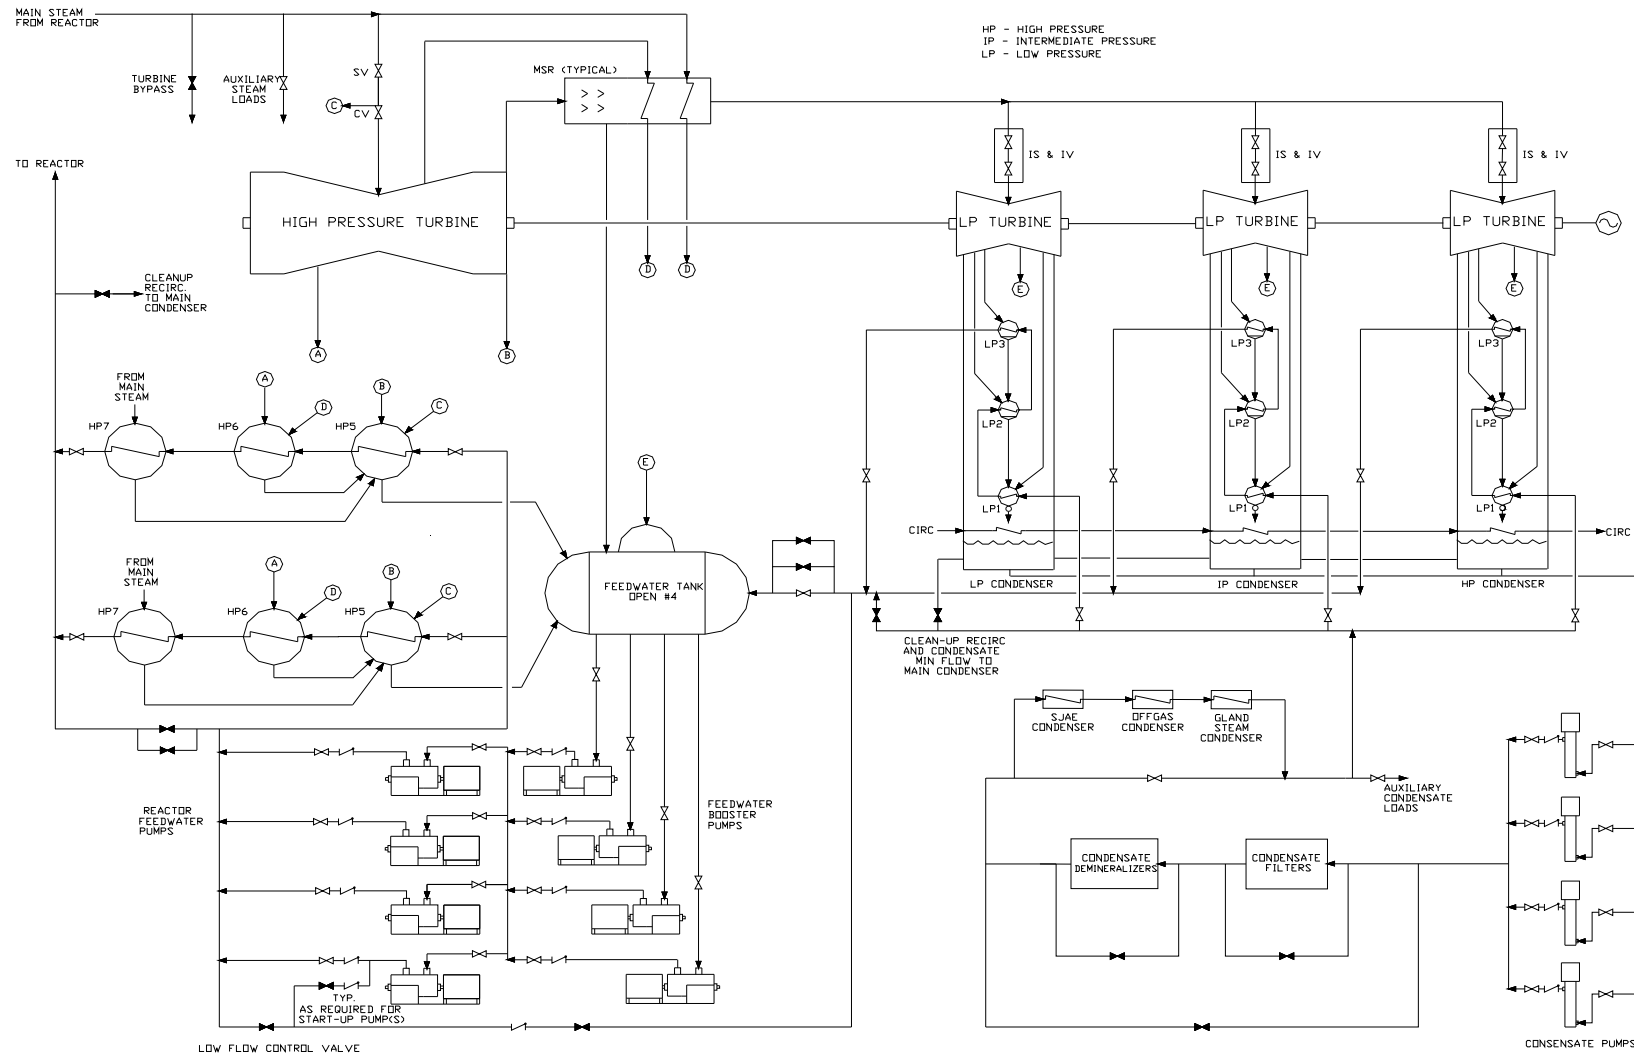 MAIN STEAM
FROM REACTOR
HP - HIGH PRESSURE
IP - INTERMEDIATE PRESSURE
LP - LOW PRESSURE
TURBINE
BYPASS
AUXILIARY
STEAM
LOADS
SV
C
CV
MSR (TYPICAL)
TO REACTOR
IS & IV
IS & IV
IS & IV
HIGH PRESSURE TURBINE
LP TURBINE
LP TURBINE
LP TURBINE
D
D
E
E
E
CLEANUP
RECIRC.
TO MAIN
CONDENSER
A
B
LP3
LP3
LP3
FROM
MAIN
STEAM
A
B
D
C
HP7
HP6
HP5
LP2
LP2
LP2
E
LP1
LP1
LP1
CIRC
CIRC
FROM
MAIN
STEAM
A
B
D
C
HP7
HP6
HP5
FEEDWATER TANK
OPEN #4
LP CONDENSER
IP CONDENSER
HP CONDENSER
CLEAN-UP RECIRC
AND CONDENSATE
MIN FLOW TO
MAIN CONDENSER
SJAE
CONDENSER
OFFGAS
CONDENSER
GLAND
STEAM
CONDENSER
AUXILIARY
CONDENSATE
LOADS
REACTOR
FEEDWATER
PUMPS
FEEDWATER
BOOSTER
PUMPS
CONDENSATE
DEMINERALIZERS
CONDENSATE
FILTERS
TYP.
AS REQUIRED FOR
START-UP PUMP(S)
LOW FLOW CONTROL VALVE
CONSENSATE PUMPS